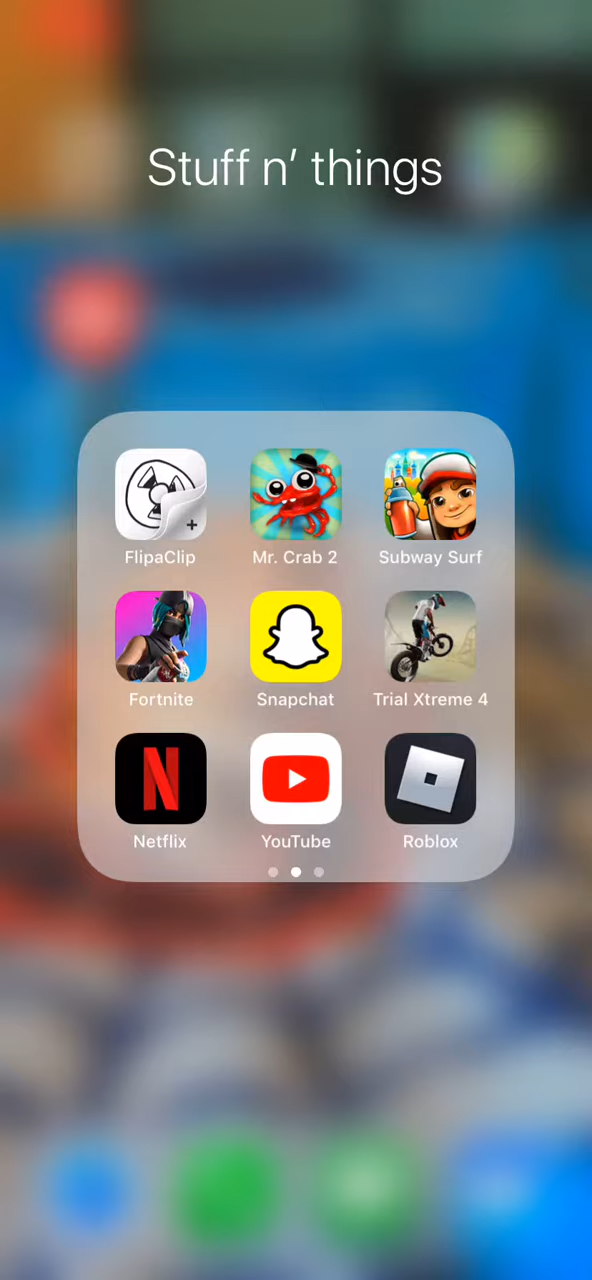 Stuff n’ things
FlipaClip
Mr. Crab 2
Subway Surf
Fortnite
Snapchat
Trial Xtreme 4
Netflix
YouTube
Roblox